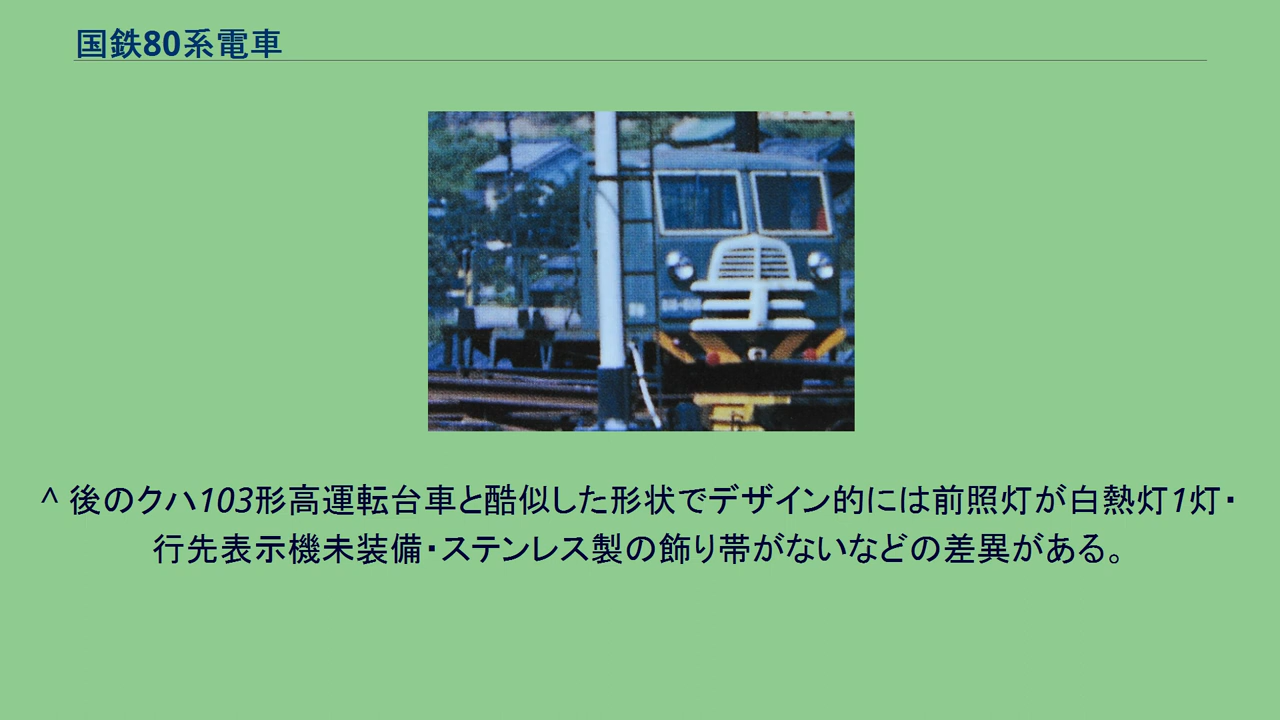 国鉄80系電車
^ 後のクハ103形高運転台車と酷似した形状でデザイン的には前照灯が白熱灯1灯・
行先表示機未装備・ステンレス製の飾り帯がないなどの差異がある。